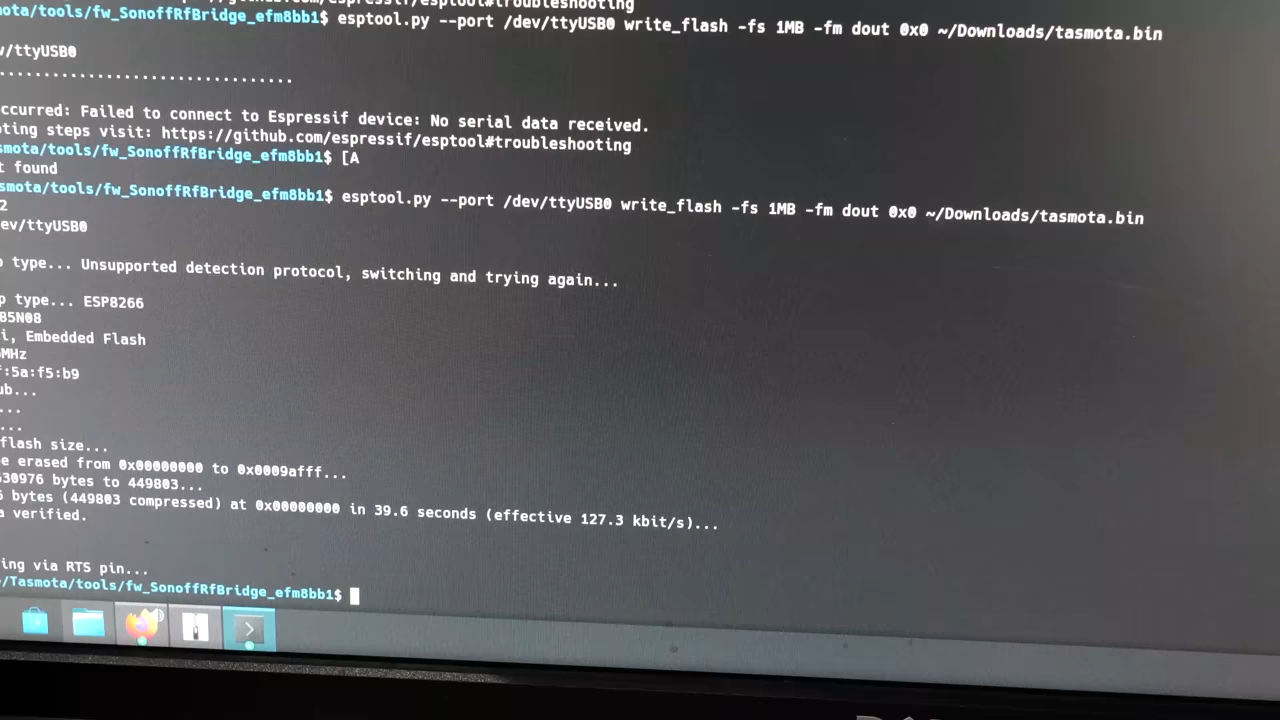 esptool#troubleshooting
ota/tools/fw_SonoffRfBridge_efm8bb1$ esptool.py --port /dev/ttyUSB0 write_flash -fs 1MB -fm dout 0x0 ~/Downloads/tasmota.bin
v/ttyUSB0
.................................
ccurred: Failed to connect to Espressif device: No serial data received.
ting steps visit: https://github.com/espressif/esptool#troubleshooting
smota/tools/fw_SonoffRfBridge_efm8bb1$ [A
t found
smota/tools/fw_SonoffRfBridge_efm8bb1$ esptool.py --port /dev/ttyUSB0 write_flash -fs 1MB -fm dout 0x0 ~/Downloads/tasmota.bin
2
ev/ttyUSB0
p type... Unsupported detection protocol, switching and trying again...
p type... ESP8266
85N08
i, Embedded Flash
MHz
f:5a:f5:b9
ub...
...
...
flash size...
e erased from 0x00000000 to 0x0009afff...
630976 bytes to 449803...
6 bytes (449803 compressed) at 0x00000000 in 39.6 seconds (effective 127.3 kbit/s)...
a verified.
ing via RTS pin...
/Tasmota/tools/fw_SonoffRfBridge_efm8bb1$